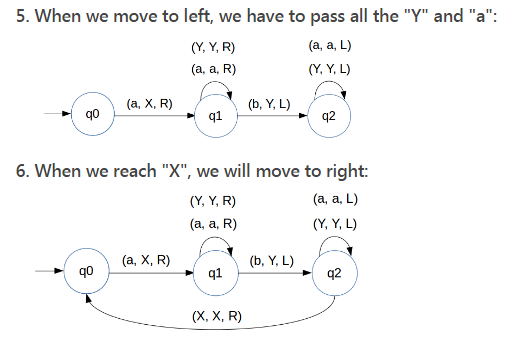 5. When we move to left, we have to pass all the "Y" and "a":
(Y, Y, R)
(a, a, L)
(a, a, R)
(Y, Y, L)
(a, X, R)
(b, Y, L)
q0
q1
q2
6. When we reach "X", we will move to right:
(Y, Y, R)
(a, a, L)
(a, a, R)
(Y, Y, L)
(a, X, R)
(b, Y, L)
q0
q1
q2
(X, X, R)